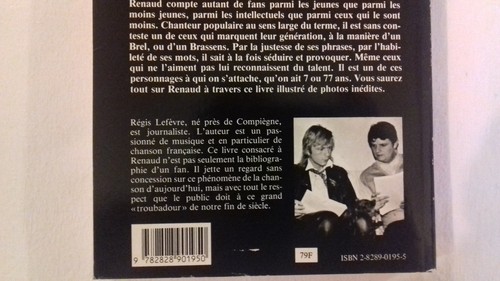 Renaud compte autant de fans parmi les jeunes que parmi les
moins jeunes, parmi les intellectuels que parmi ceux qui le sont
moins. Chanteur populaire au sens large du terme, il est sans con-
teste un de ceux qui marquent leur génération, à la manière d'un
Brel, ou d'un Brassens. Par la justesse de ses phrases, par l'habi-
leté de ses mots, il sait à la fois séduire et provoquer. Même ceux
qui ne l'aiment pas lui reconnaissent du talent. Il est un de ces
personnages à qui on s'attache, qu'on ait 7 ou 77 ans. Vous saurez
tout sur Renaud à travers ce livre illustré de photos inédites.
Régis Lefèvre, né près de Compiègne,
est journaliste. L'auteur est un pas-
sionné de musique et en particulier de
chanson française. Ce livre consacré à
Renaud n'est pas seulement la bibliogra-
phie d'un fan. Il jette un regard sans
concession sur ce phénomène de la chan-
son d'aujourd'hui, mais avec tout le res-
pect que le public doit à ce grand
«troubadour» de notre fin de siècle.
9 782828 901950
79F
ISBN 2-8289-0195-5